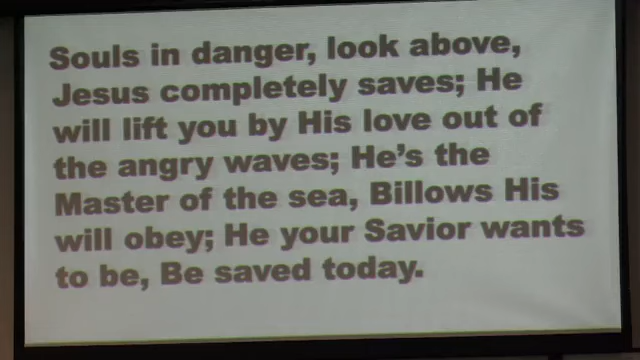 Souls in danger, look above,
Jesus completely saves; He
will lift you by His love out of
the angry waves; He’s the
Master of the sea, Billows His
will obey; He your Savior wants
to be, Be saved today.